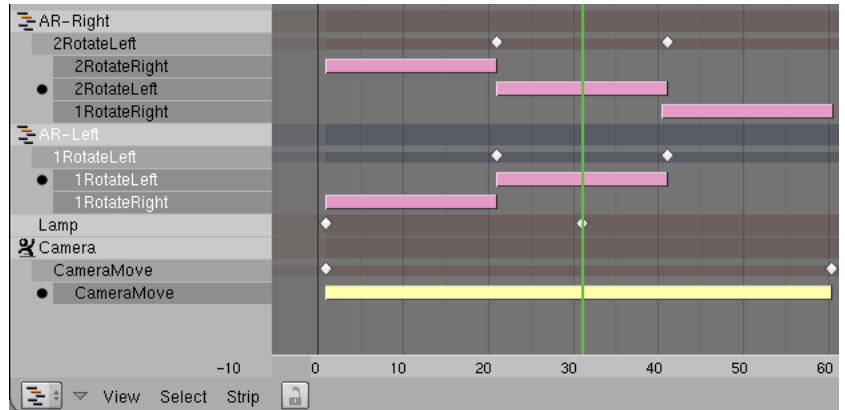 AR-Right
2RotateLeft
2RotateRight
2RotateLeft
1RotateRight
AR-Left
1RotateLeft
1RotateLeft
1RotateRight
Lamp
Camera
CameraMove
CameraMove
-10 0 10 20 30 40 50 60
View Select Strip